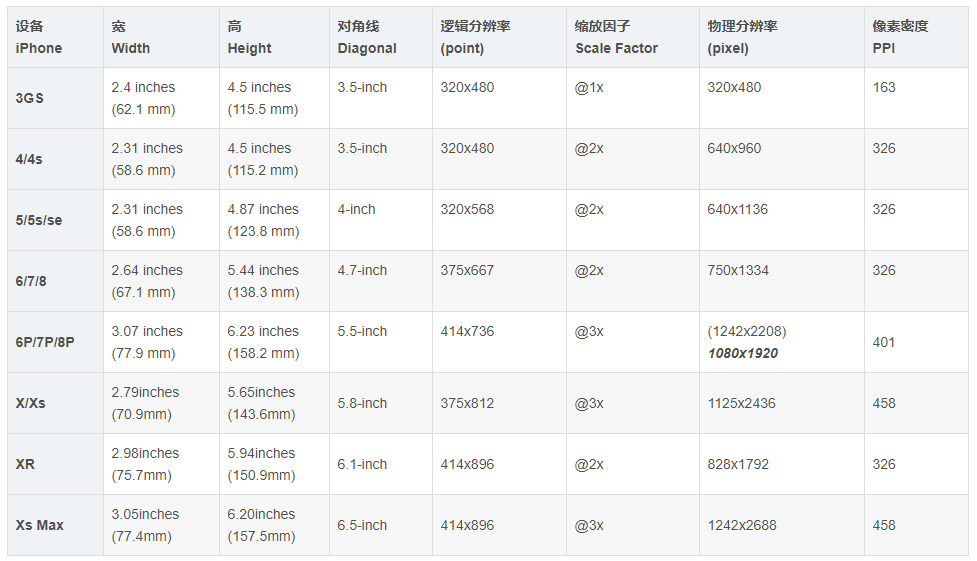 设备 宽 高 对角线 逻辑分辨率 缩放因子 物理分辨率 像素密度
iPhone Width Height Diagonal (point) Scale Factor (pixel) PPI
3GS 2.4 inches 4.5 inches 3.5-inch 320x480 @1x 320x480 163
(62.1 mm) (115.5 mm)
4/4s 2.31 inches 4.5 inches 3.5-inch 320x480 @2x 640x960 326
(58.6 mm) (115.2 mm)
5/5s/se 2.31 inches 4.87 inches 4-inch 320x568 @2x 640x1136 326
(58.6 mm) (123.8 mm)
6/7/8 2.64 inches 5.44 inches 4.7-inch 375x667 @2x 750x1334 326
(67.1 mm) (138.3 mm)
6P/7P/8P 3.07 inches 6.23 inches 5.5-inch 414x736 @3x (1242x2208) 401
(77.9 mm) (158.2 mm) 1080x1920
X/Xs 2.79inches 5.65inches 5.8-inch 375x812 @3x 1125x2436 458
(70.9mm) (143.6mm)
XR 2.98inches 5.94inches 6.1-inch 414x896 @2x 828x1792 326
(75.7mm) (150.9mm)
Xs Max 3.05inches 6.20inches 6.5-inch 414x896 @3x 1242x2688 458
(77.4mm) (157.5mm)